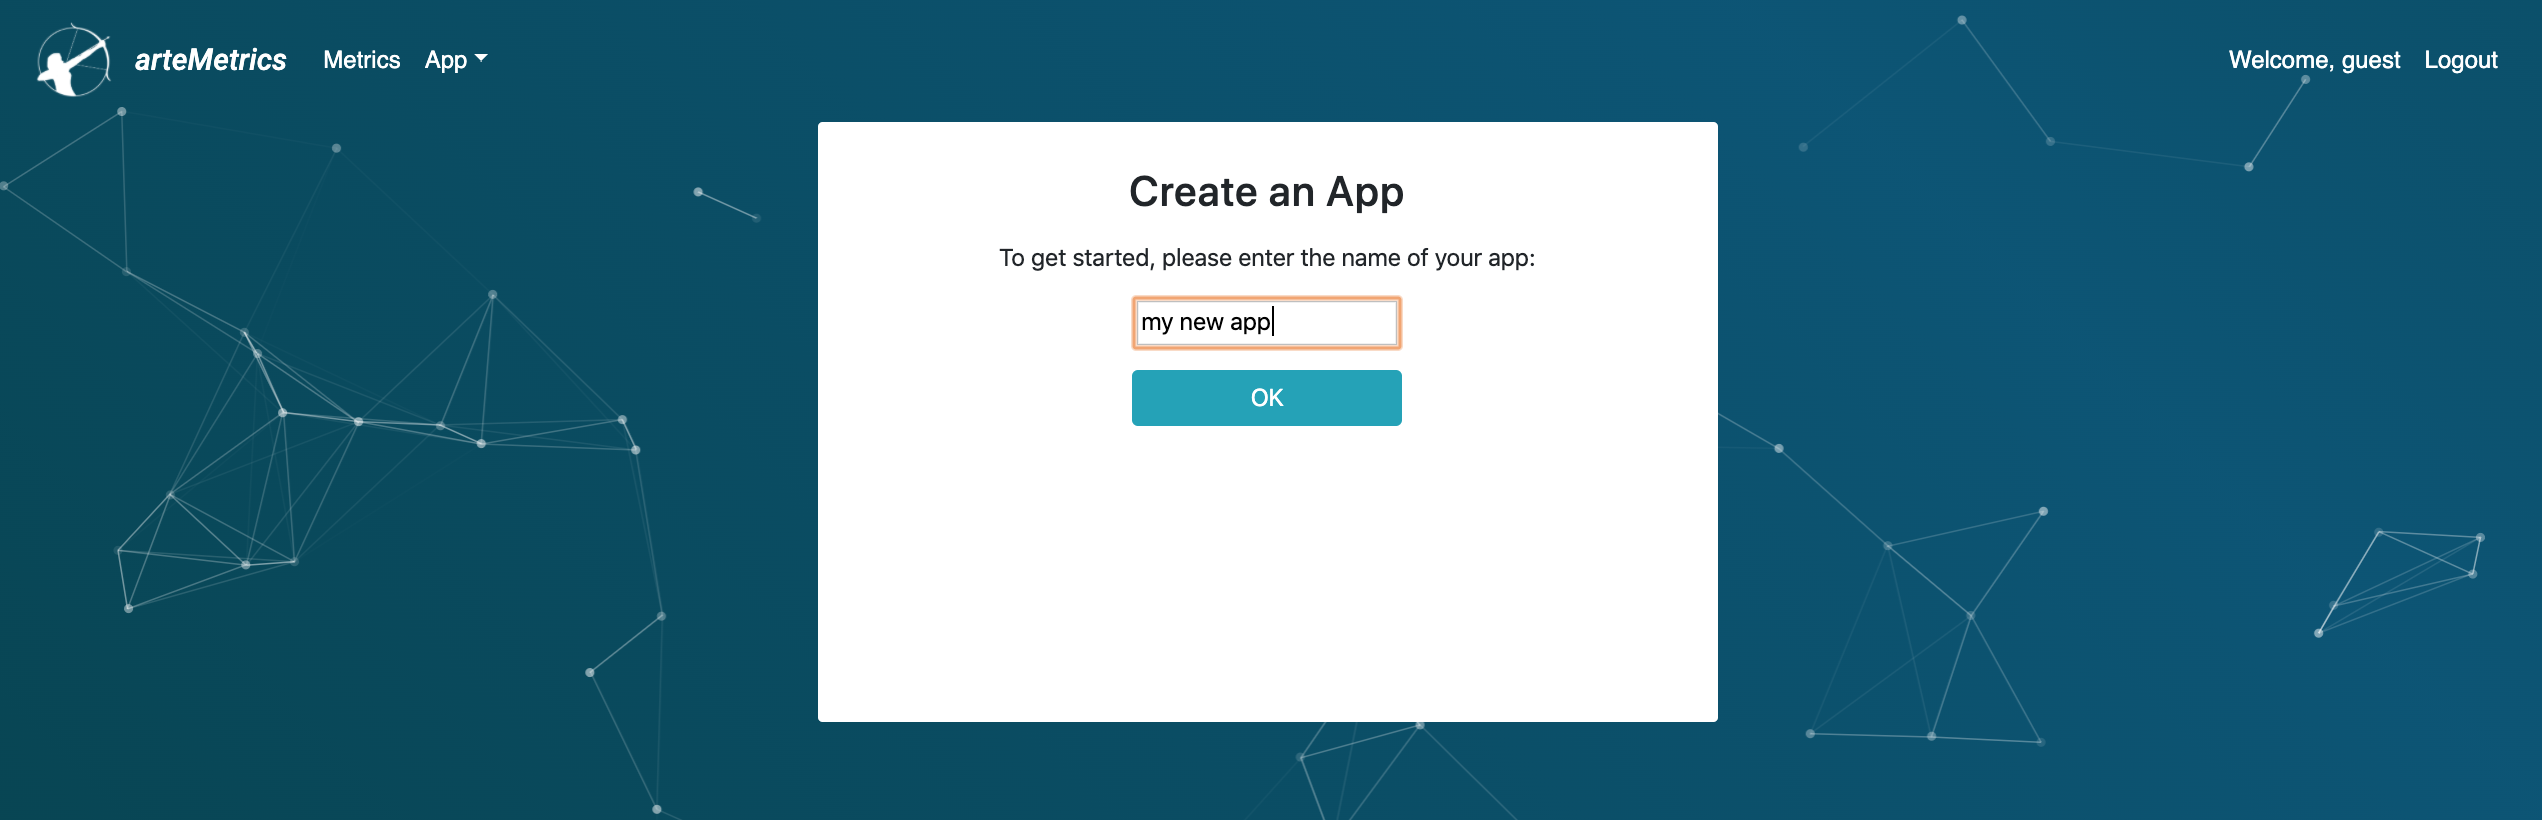 arteMetrics Metrics App Welcome, guest Logout
Create an App
To get started, please enter the name of your app:
my new app
OK